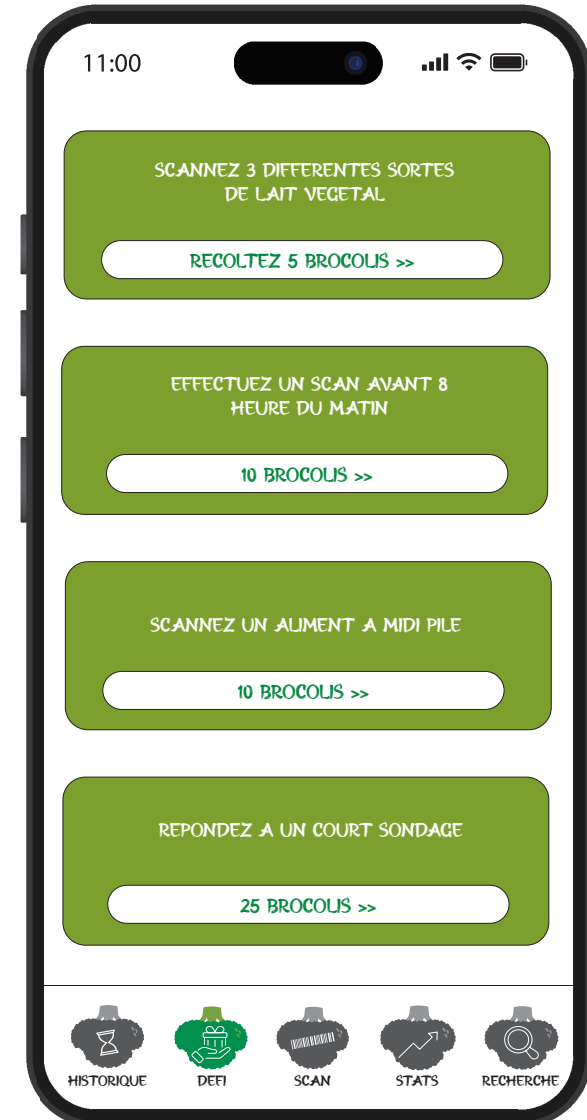 11:00
SCANNEZ 3 DIFFERENTES SORTES
DE LAIT VEGETAL
RECOLTEZ 5 BROCOLIS >>
EFFECTUEZ UN SCAN AVANT 8
HEURE DU MATIN
10 BROCOLIS >>
SCANNEZ UN ALIMENT A MIDI PILE
10 BROCOLIS >>
REPONDEZ A UN COURT SONDAGE
25 BROCOLIS >>
HISTORIQUE DEFI SCAN STATS RECHERCHE